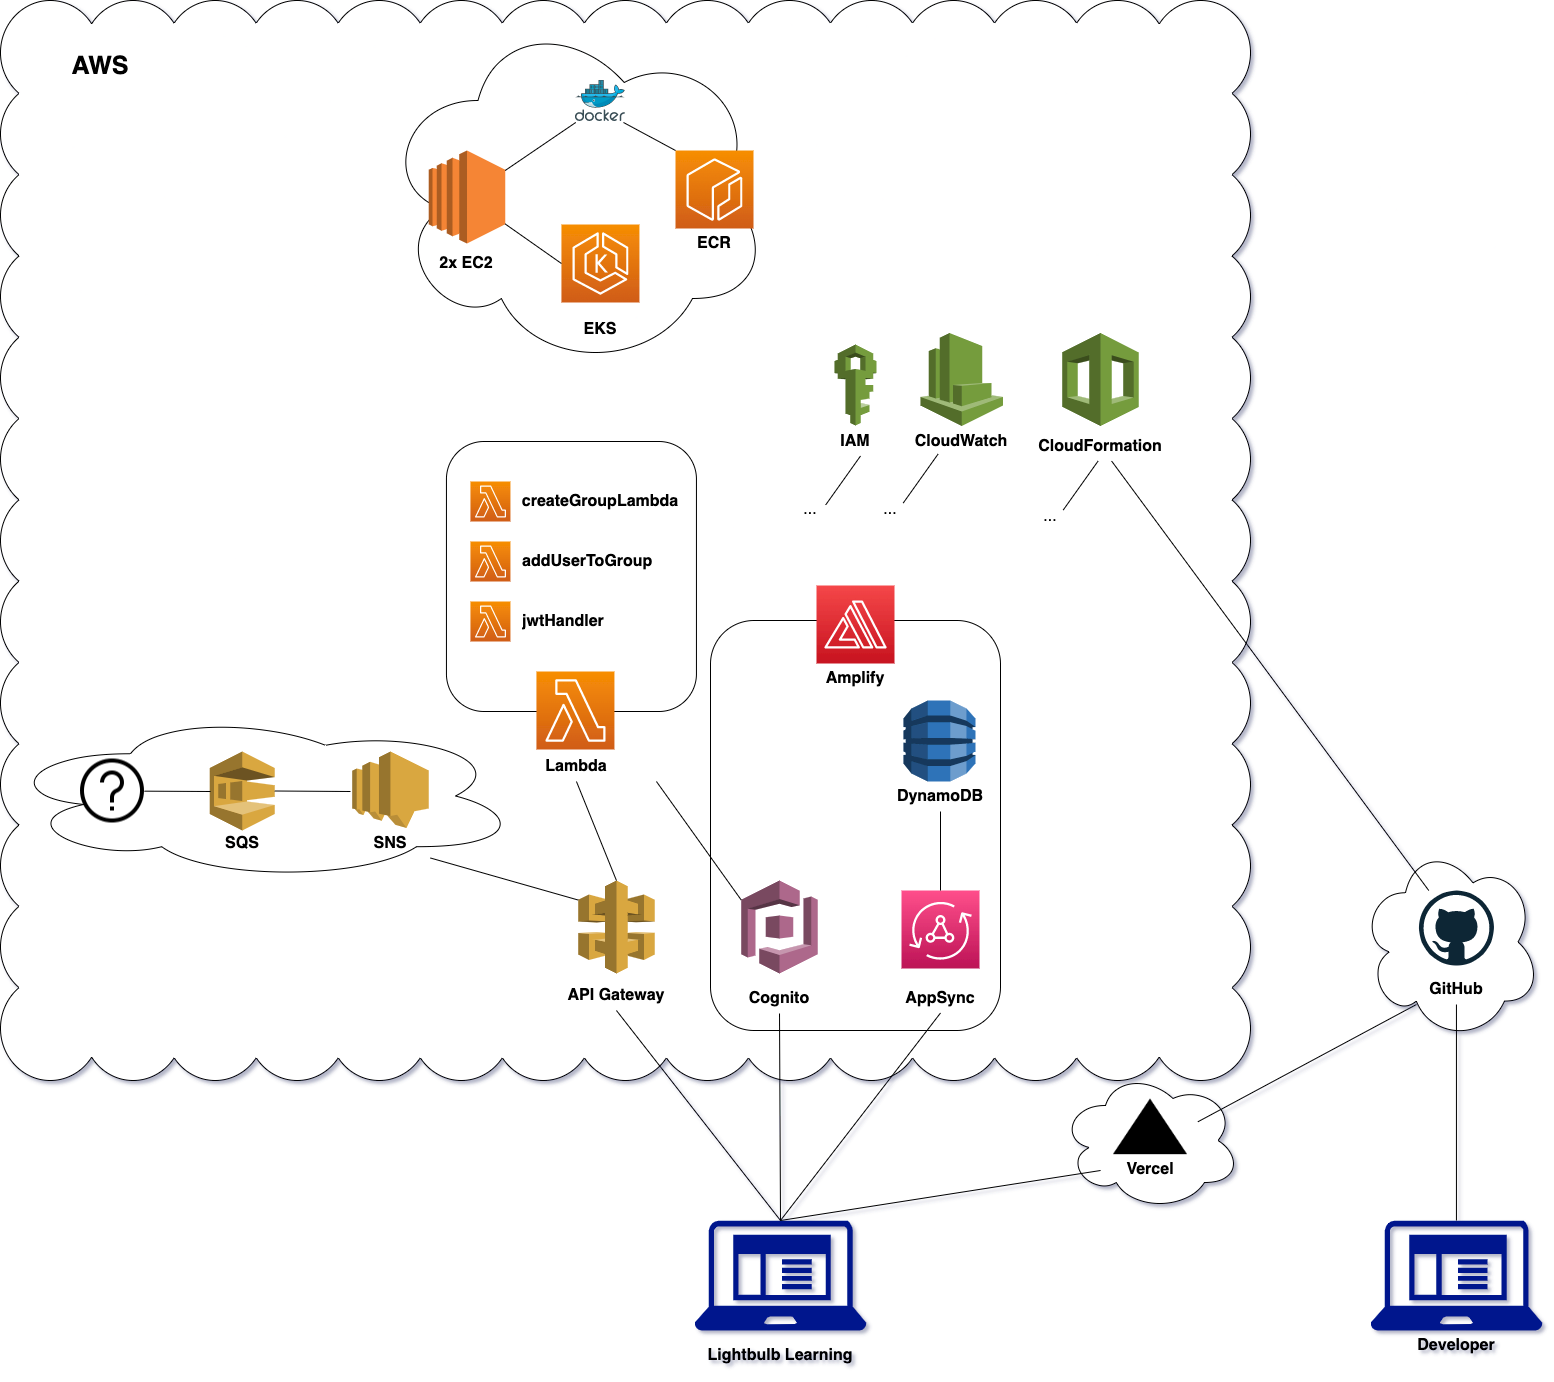 AWS
docker
2x EC2
ECR
EKS
IAM
CloudWatch
CloudFormation
...
...
...
createGroupLambda
addUserToGroup
jwtHandler
Lambda
Amplify
DynamoDB
?
SQS
SNS
API Gateway
Cognito
AppSync
GitHub
Vercel
Lightbulb Learning
Developer